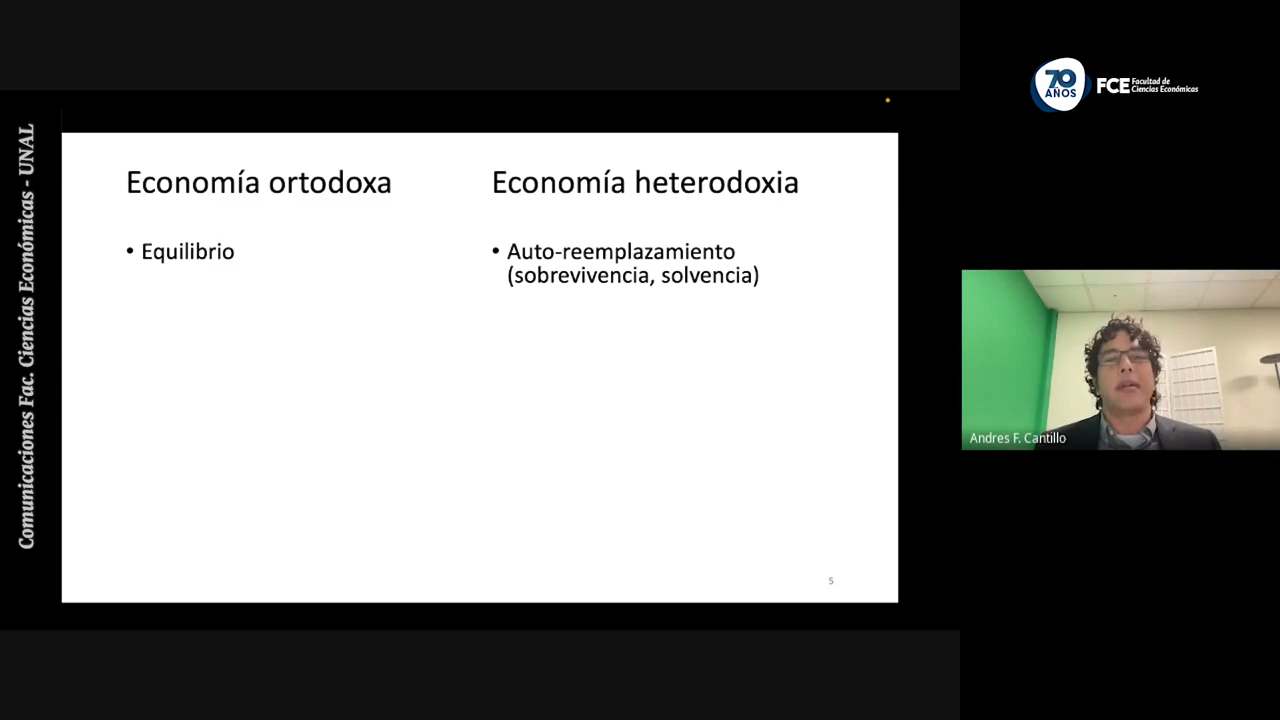 Comunicaciones Fac. Ciencias Económicas - UNAL
Economía ortodoxa
• Equilibrio
Economía heterodoxia
• Auto-reemplazamiento
(sobrevivencia, solvencia)
5
70
AÑOS
FCE
Facultad de
Ciencias Económicas
Andres F. Cantillo